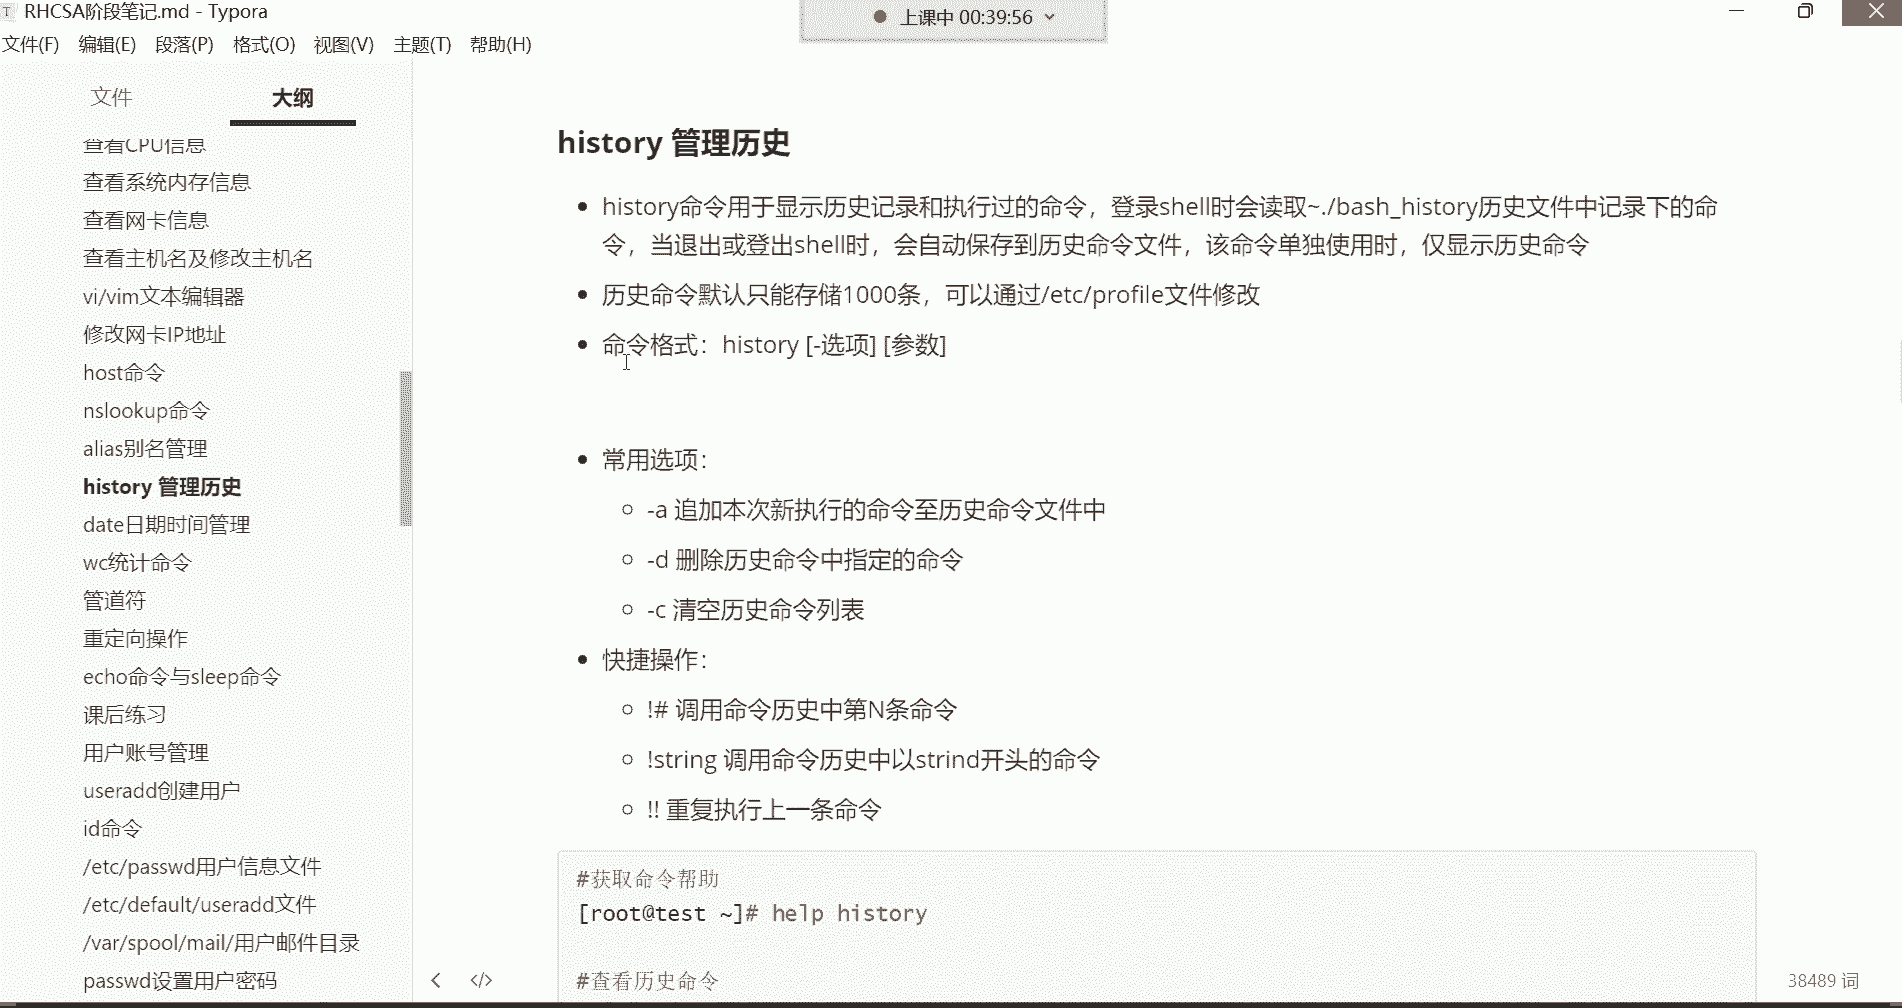 RHCSA阶段笔记.md - Typora
上课中 00:39:56
文件(F) 编辑(E) 段落(P) 格式(O) 视图(V) 主题(T) 帮助(H)
文件 大纲
查看CPU信息
查看系统内存信息
查看网卡信息
查看主机名及修改主机名
vi/vim文本编辑器
修改网卡IP地址
host命令
nslookup命令
alias别名管理
history 管理历史
date日期时间管理
wc统计命令
管道符
重定向操作
echo命令与sleep命令
课后练习
用户账号管理
useradd创建用户
id命令
/etc/passwd用户信息文件
/etc/default/useradd文件
/var/spool/mail/用户邮件目录
passwd设置用户密码
history 管理历史
history命令用于显示历史记录和执行过的命令，登录shell时会读取~./bash_history历史文件中记录下的命
令，当退出或登出shell时，会自动保存到历史命令文件，该命令单独使用时，仅显示历史命令
历史命令默认只能存储1000条，可以通过/etc/profile文件修改
命令格式：history [-选项] [参数]
常用选项：
-a 追加本次新执行的命令至历史命令文件中
-d 删除历史命令中指定的命令
-c 清空历史命令列表
快捷操作：
!# 调用命令历史中第N条命令
!string 调用命令历史中以strind开头的命令
!! 重复执行上一条命令
#获取命令帮助
[root@test ~]# help history
#查看历史命令
38489 词